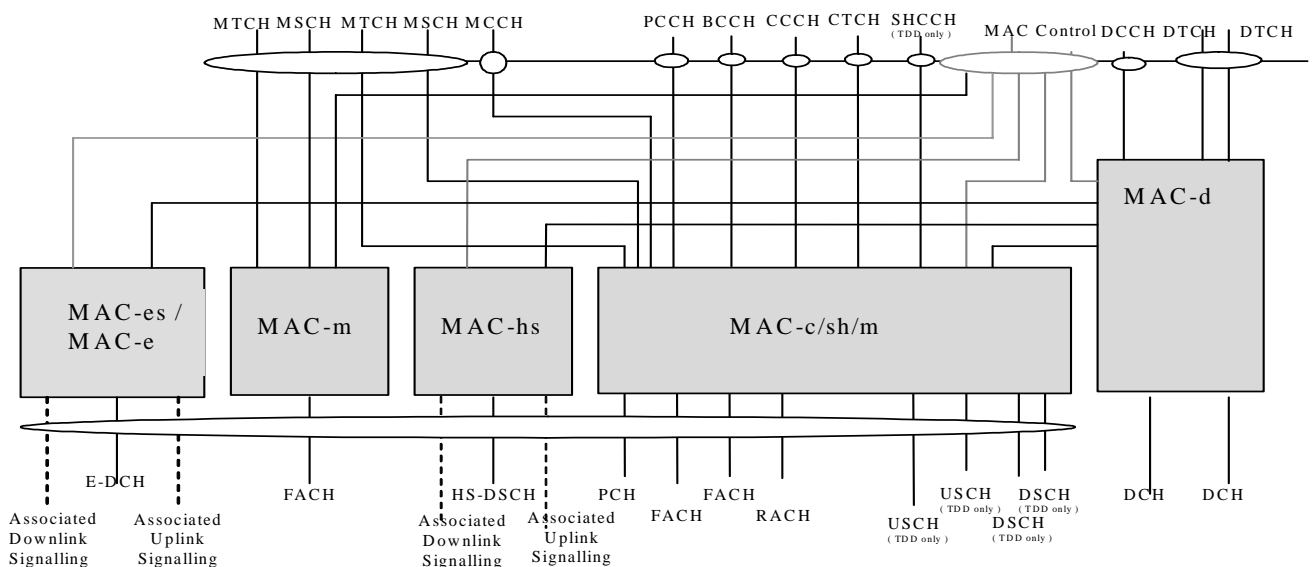 MTCH MSCH MTCH MSCH MCCH PCCH BCCH CCCH CTCH SHCCH MAC Control DCCH DTCH DTCH
( TDD only )
MAC-d
MAC-es /
MAC-e
MAC-m
MAC-hs
MAC-c/sh/m
E-DCH
FACH
HS-DSCH
PCH
FACH
FACH
RACH
USCH
( TDD only )
USCH
( TDD only )
DSCH
( TDD only )
DSCH
( TDD only )
DCH
DCH
Associated
Downlink
Signalling
Associated
Uplink
Signalling
Associated
Downlink
Signalling
Associated
Uplink
Signalling